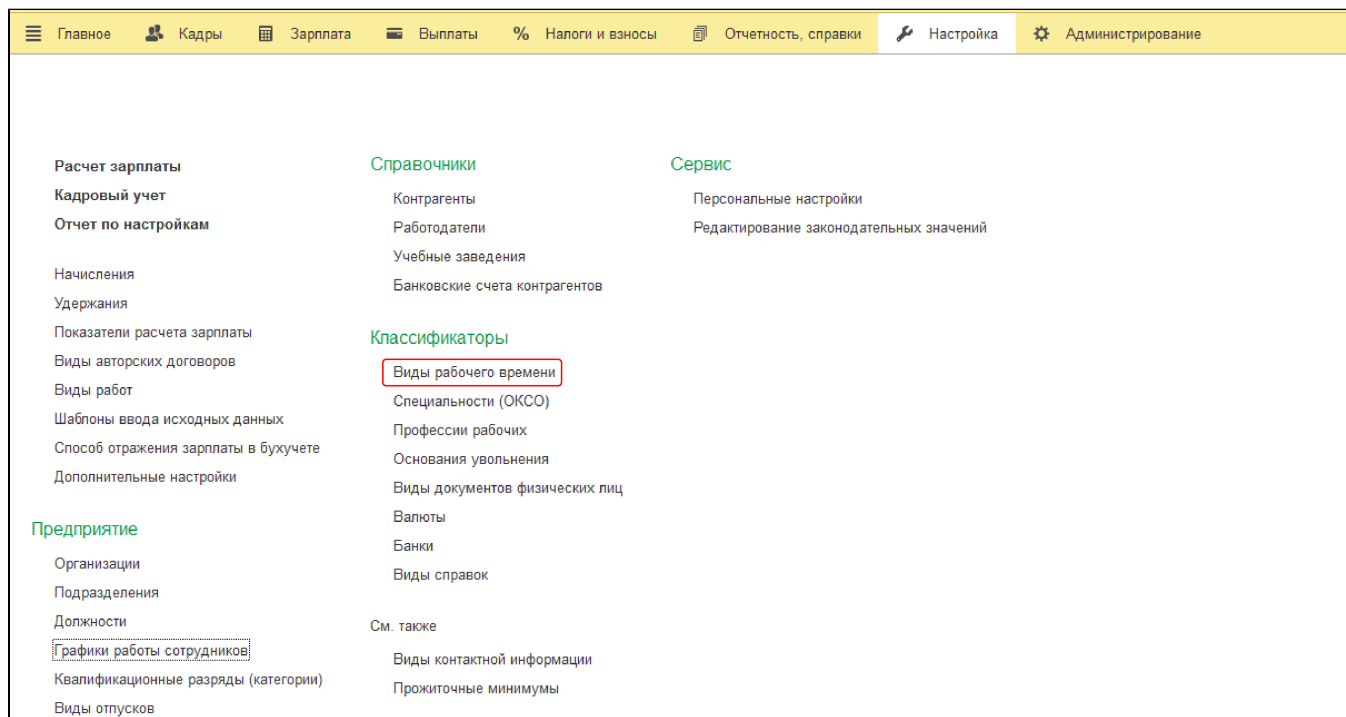 Главное Кадры Зарплата Выплаты % Налоги и взносы Отчетность, справки Настройка Администрирование
Расчет зарплаты
Кадровый учет
Отчет по настройкам
Начисления
Удержания
Показатели расчета зарплаты
Виды авторских договоров
Виды работ
Шаблоны ввода исходных данных
Способ отражения зарплаты в бухучете
Дополнительные настройки
Предприятие
Организации
Подразделения
Должности
Графики работы сотрудников
Квалификационные разряды (категории)
Виды отпусков
Справочники
Контрагенты
Работодатели
Учебные заведения
Банковские счета контрагентов
Классификаторы
Виды рабочего времени
Специальности (ОКСО)
Профессии рабочих
Основания увольнения
Виды документов физических лиц
Валюты
Банки
Виды справок
См. также
Виды контактной информации
Прожиточные минимумы
Сервис
Персональные настройки
Редактирование законодательных значений